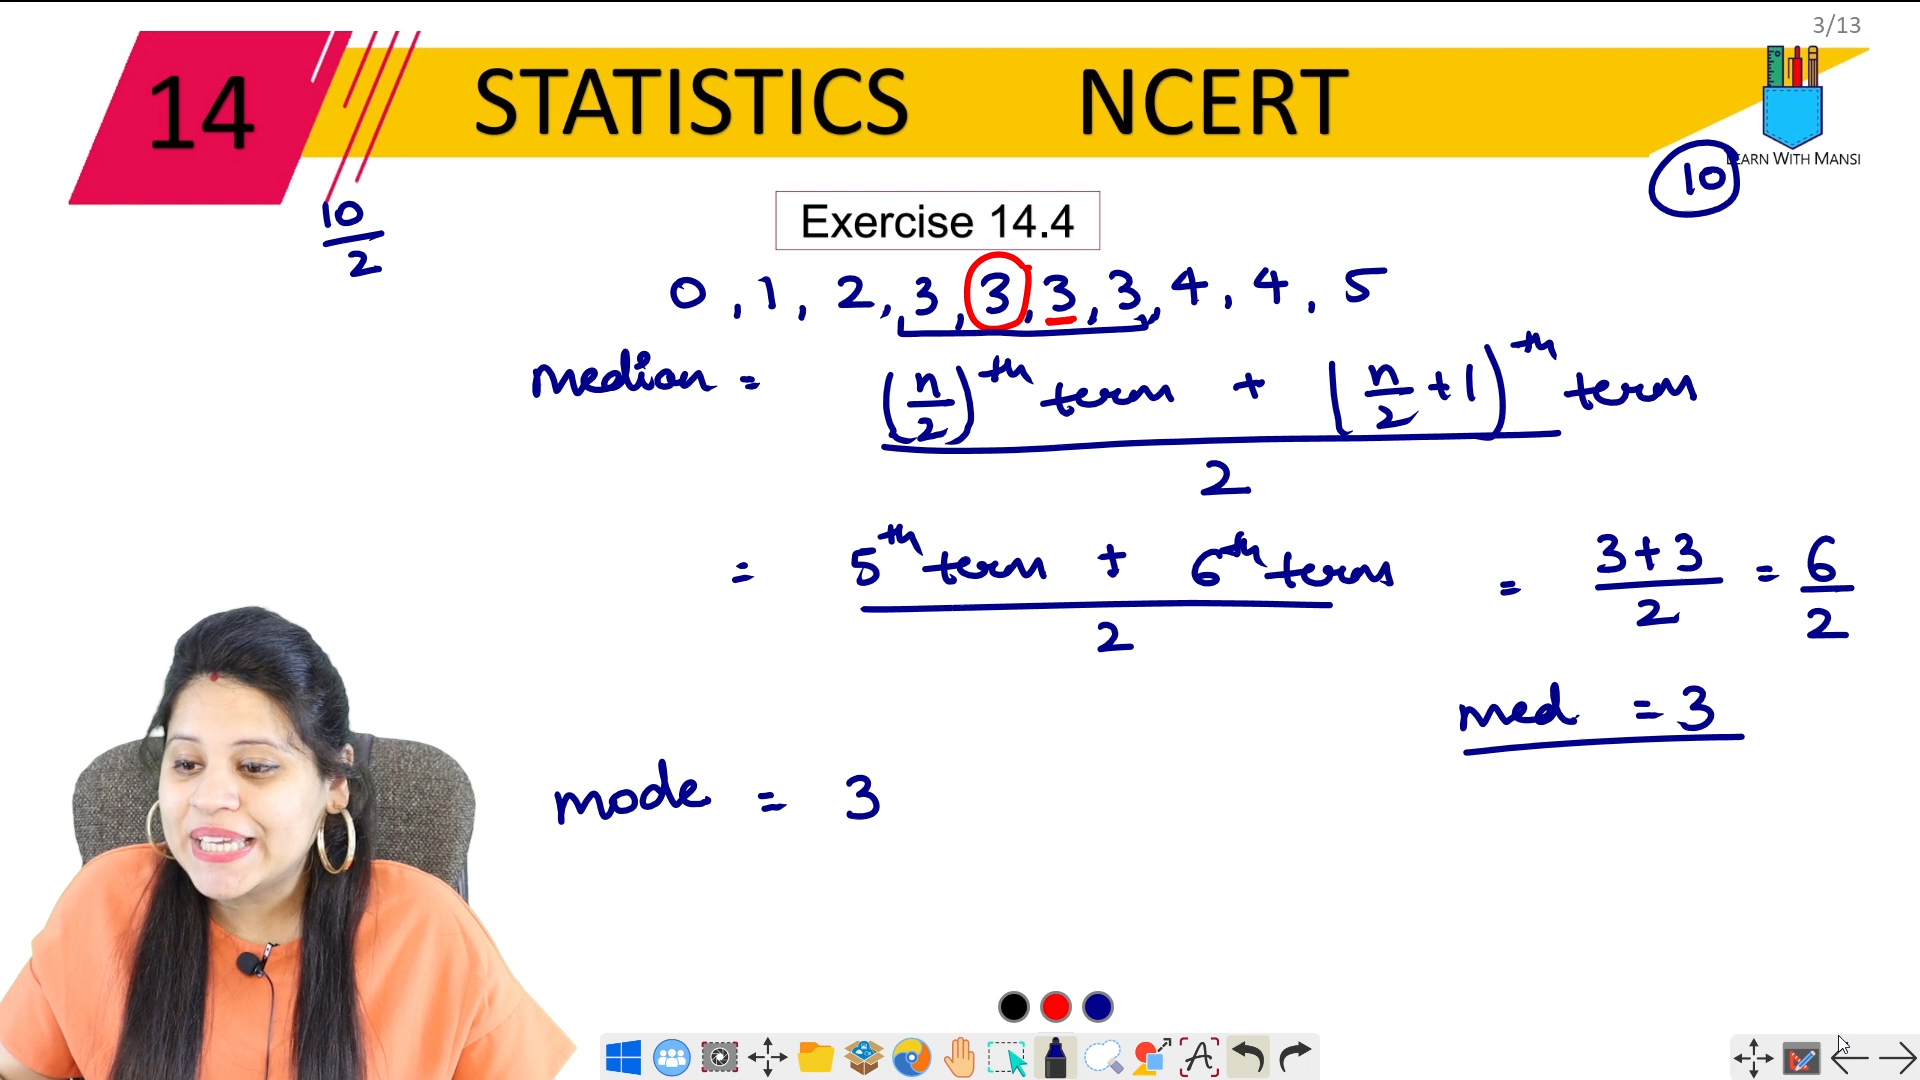 3/13
14 STATISTICS NCERT
LEARN WITH MANSI
10
10/2
Exercise 14.4
0, 1, 2, 3, 3, 3, 3, 4, 4, 5
median = ((n/2)th term + (n/2 + 1)th term)/2
= (5th term + 6th term)/2 = (3+3)/2 = 6/2
med = 3
mode = 3